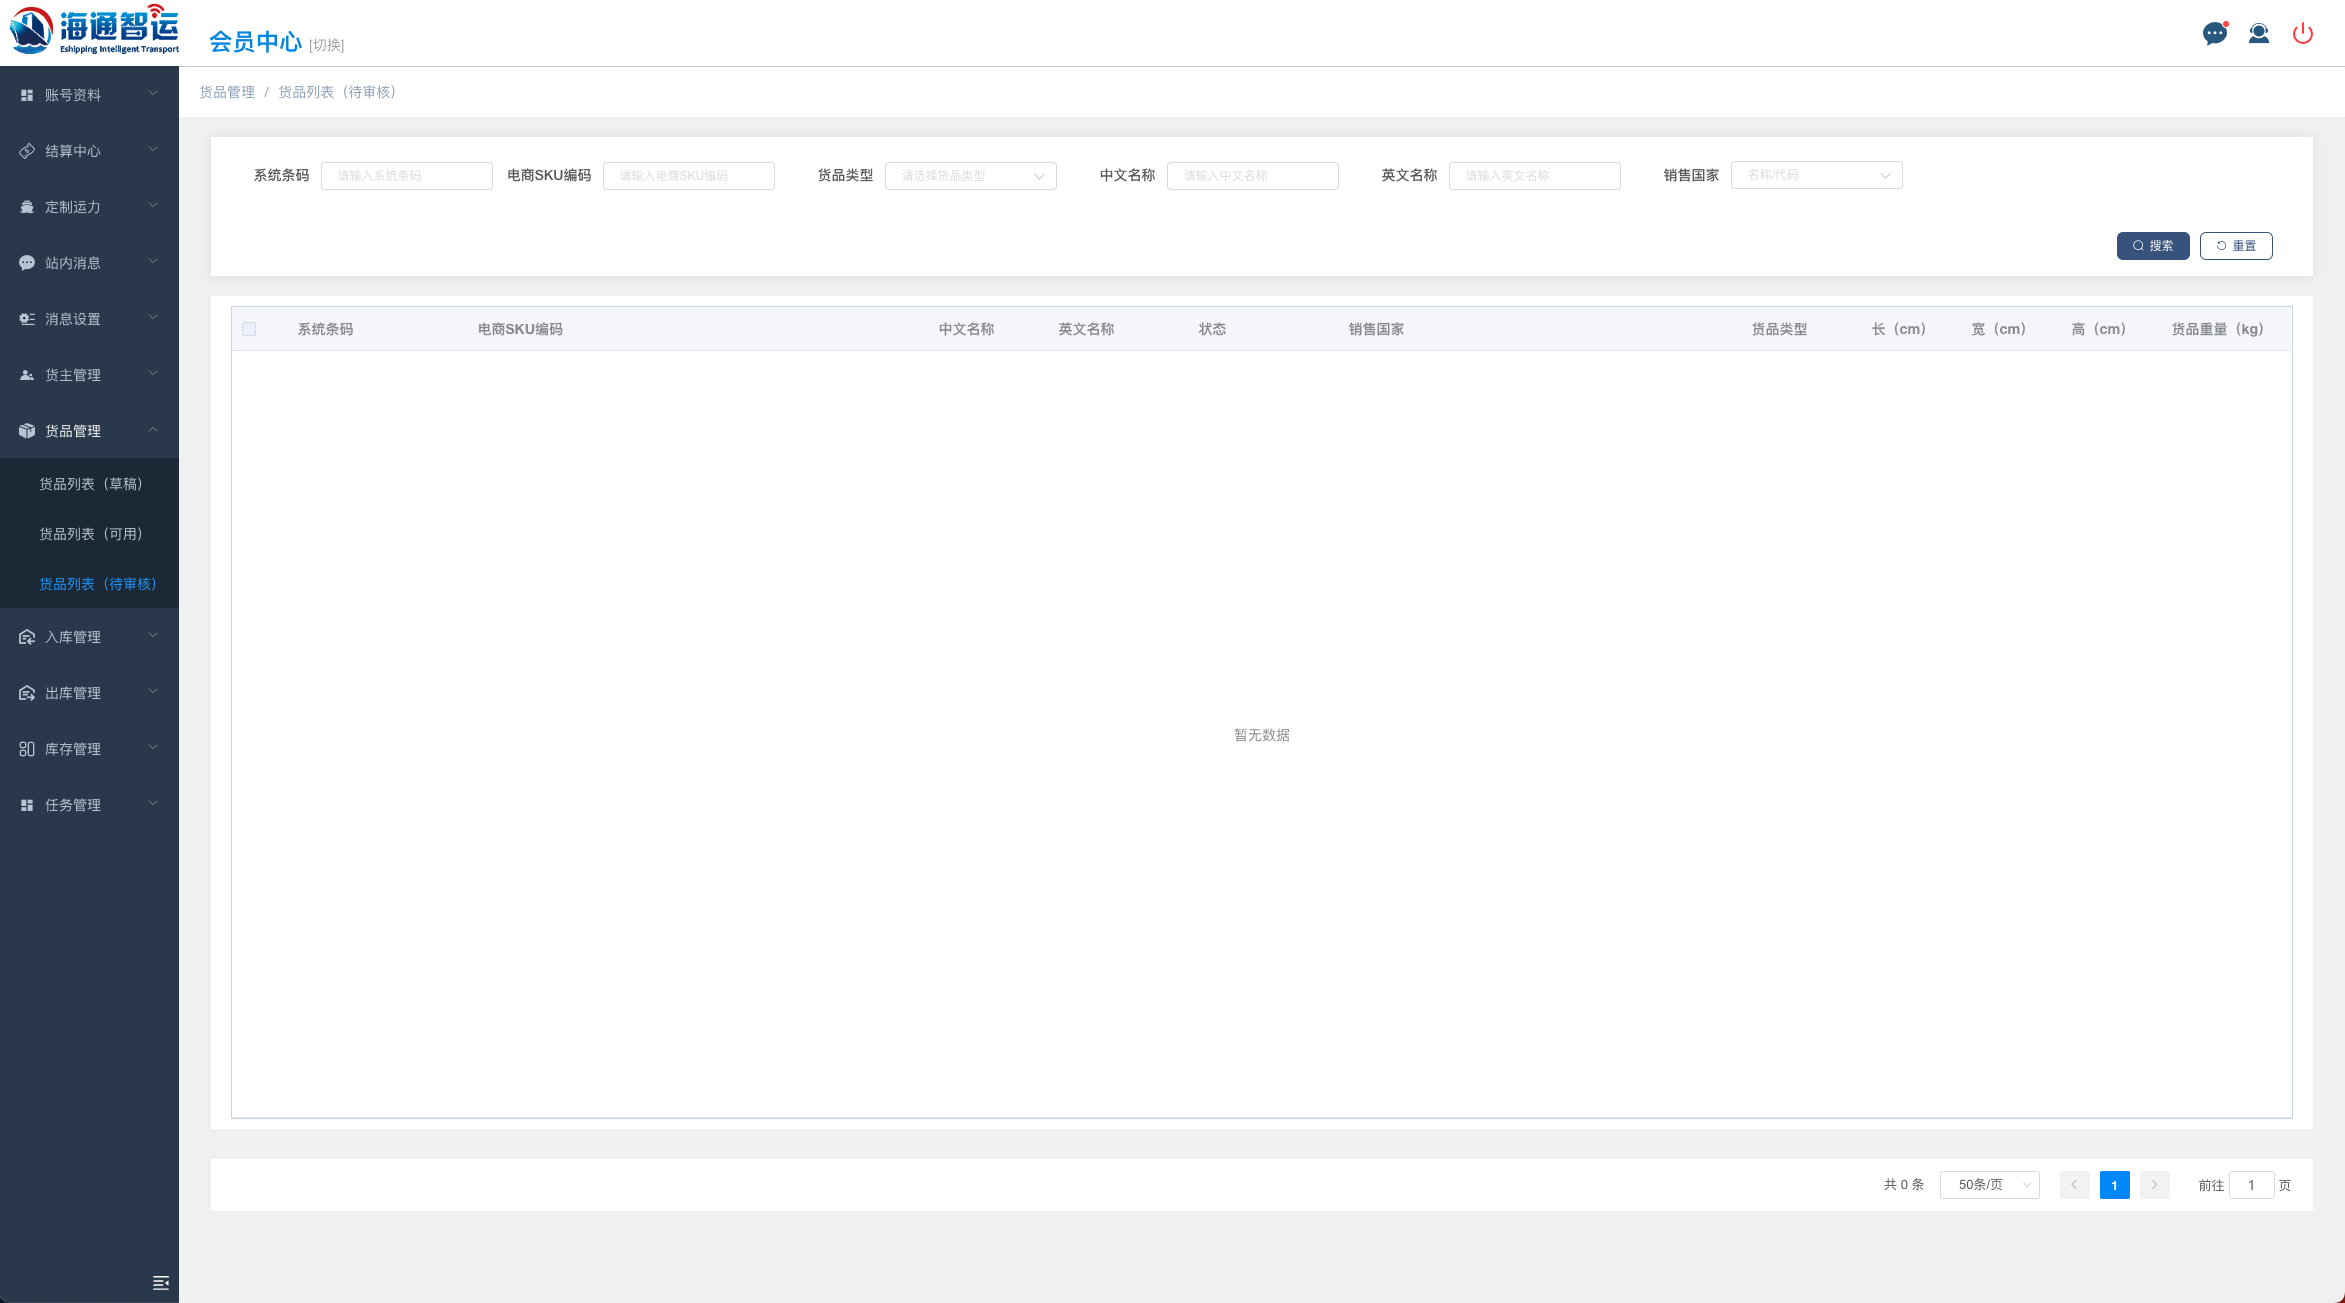 海通智运
Eshipping Intelligent Transport
会员中心 [切换]
账号资料
结算中心
定制运力
站内消息
消息设置
货主管理
货品管理
货品列表（草稿）
货品列表（可用）
货品列表（待审核）
入库管理
出库管理
库存管理
任务管理
货品管理 / 货品列表（待审核）
系统条码 请输入系统条码 电商SKU编码 请输入电商SKU编码 货品类型 请选择货品类型 中文名称 请输入中文名称 英文名称 请输入英文名称 销售国家 名称/代码
搜索 重置
系统条码 电商SKU编码 中文名称 英文名称 状态 销售国家 货品类型 长（cm） 宽（cm） 高（cm） 货品重量（kg）
暂无数据
共 0 条 50条/页 1 前往 1 页